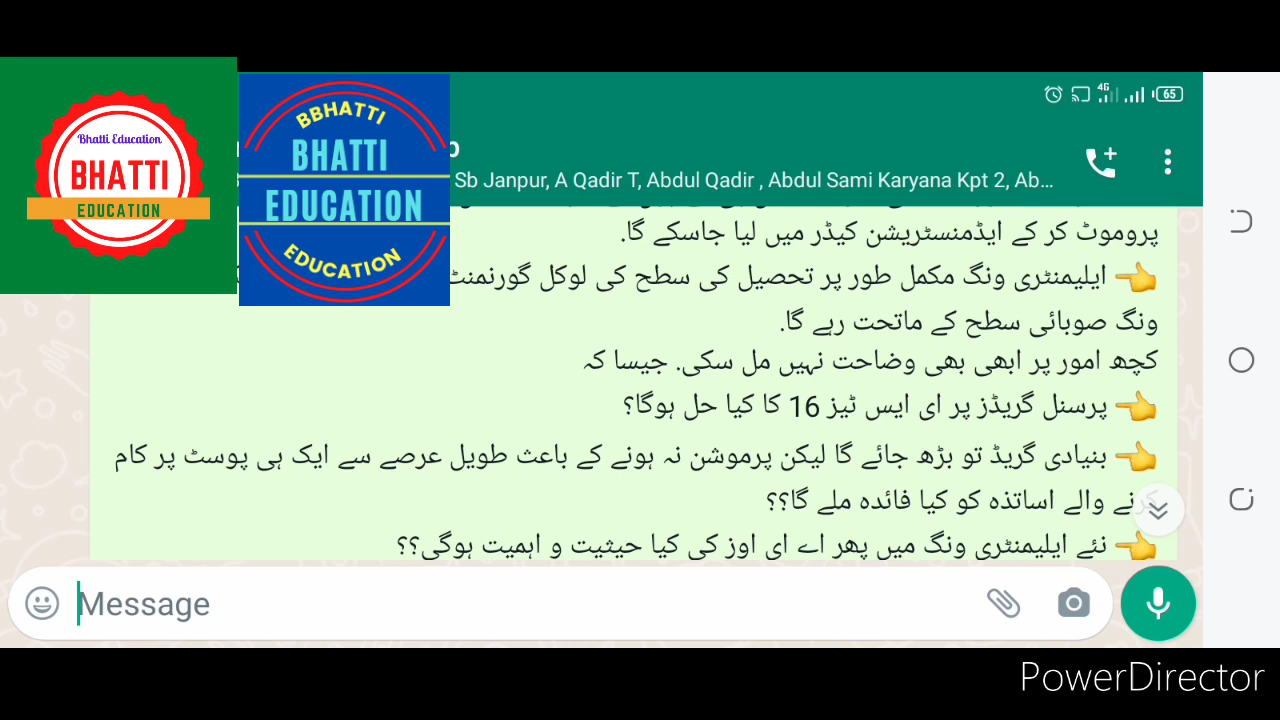 4G
65
Bhatti Education
BHATTI
EDUCATION
BBHATTI
BHATTI
EDUCATION
EDUCATION
Sb Janpur, A Qadir T, Abdul Qadir , Abdul Sami Karyana Kpt 2, Ab...
پروموٹ کر کے ایڈمنسٹریشن کیڈر میں لیا جاسکے گا.
👈 ایلیمنٹری ونگ مکمل طور پر تحصیل کی سطح کی لوکل گورنمنٹ
ونگ صوبائی سطح کے ماتحت رہے گا.
کچھ امور پر ابھی بھی وضاحت نہیں مل سکی. جیسا کہ
👈 پرسنل گریڈز پر ای ایس ٹیز 16 کا کیا حل ہوگا؟
👈 بنیادی گریڈ تو بڑھ جائے گا لیکن پرموشن نہ ہونے کے باعث طویل عرصے سے ایک ہی پوسٹ پر کام
کرنے والے اساتذہ کو کیا فائدہ ملے گا؟؟
👈 نئے ایلیمنٹری ونگ میں پھر اے ای اوز کی کیا حیثیت و اہمیت ہوگی؟؟
Message
PowerDirector